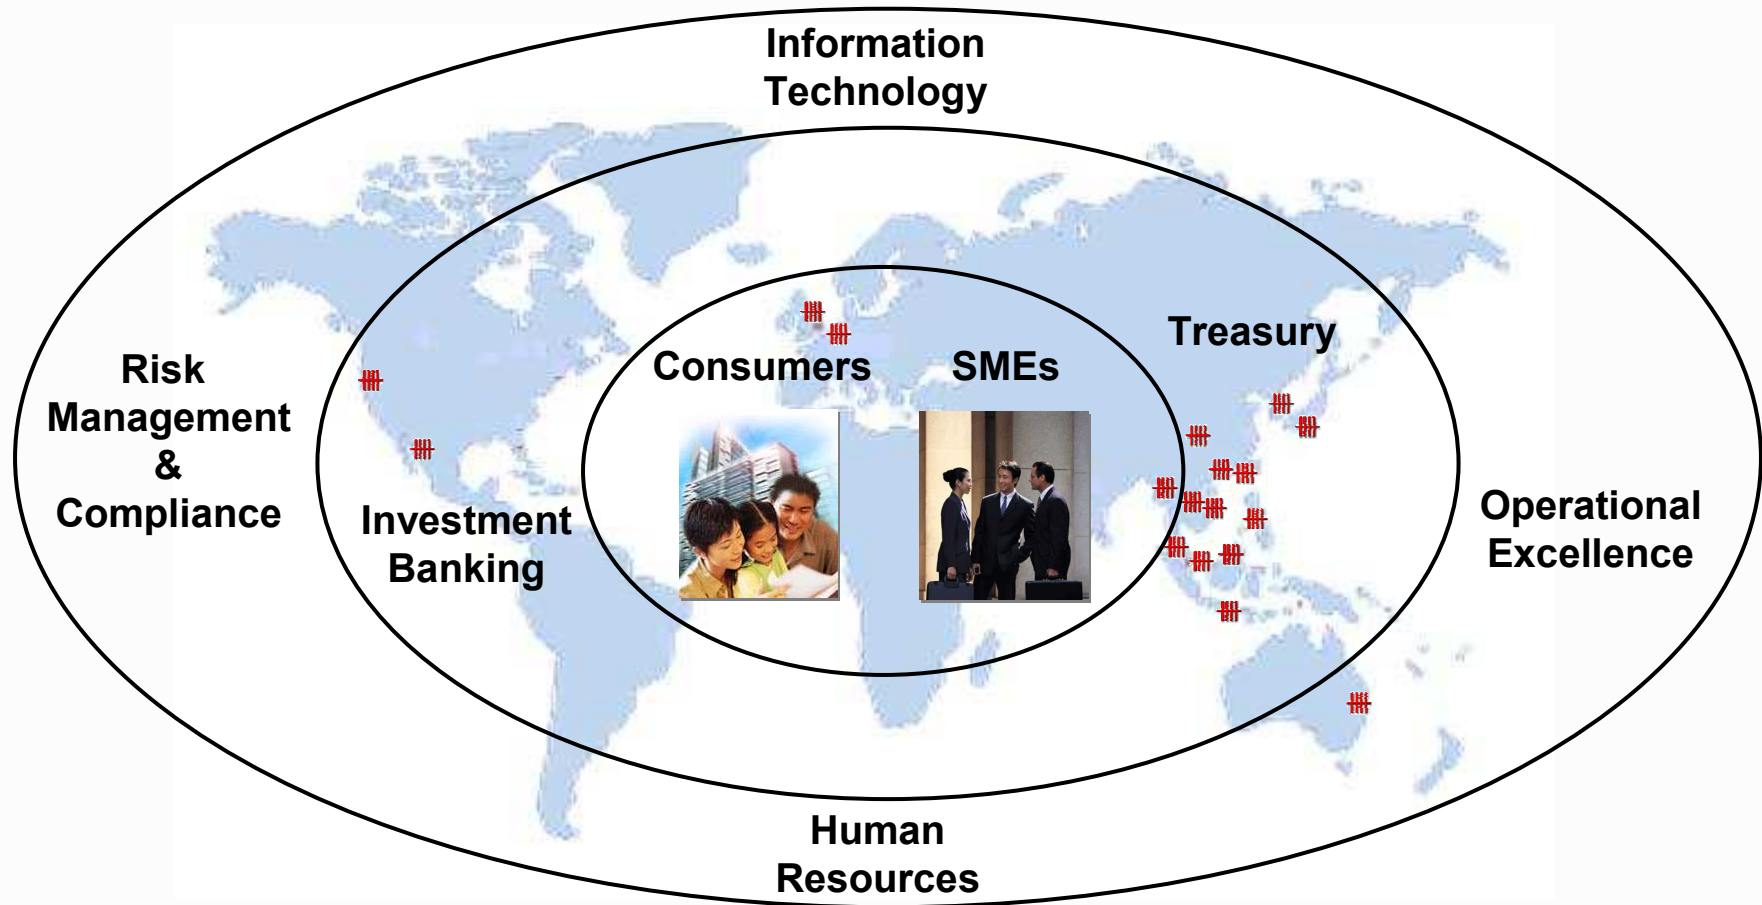 Information
Technology
Treasury
Consumers
SMEs
Risk
Management
&
Compliance
Investment
Banking
Operational
Excellence
Human
Resources